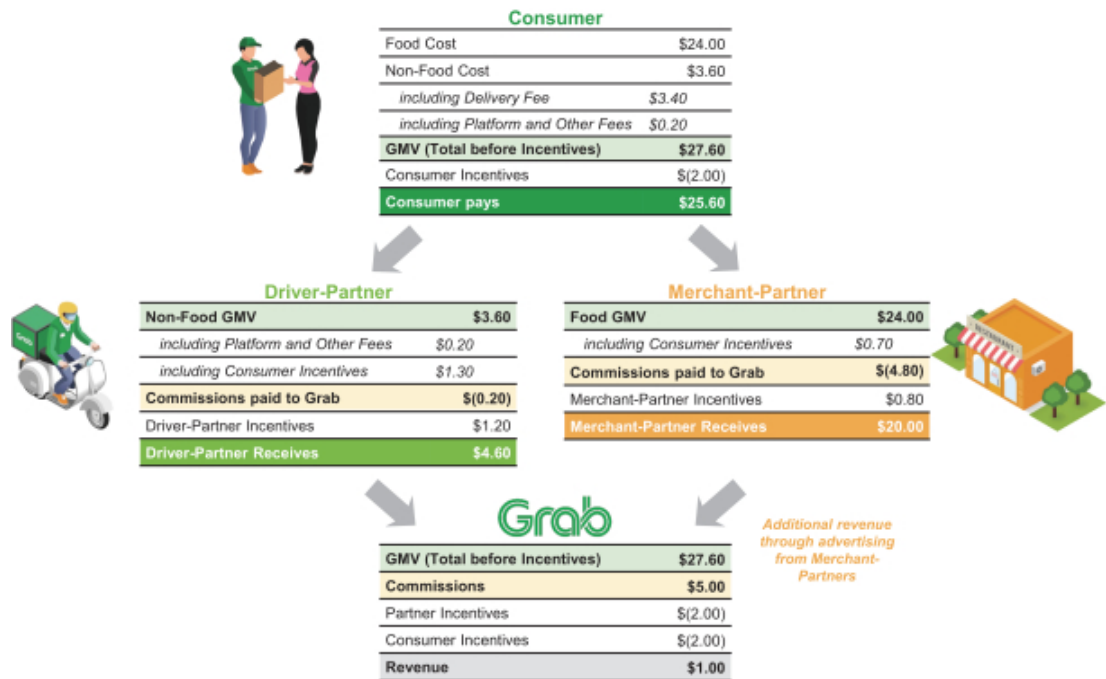 Consumer
Food Cost $24.00
Non-Food Cost $3.60
including Delivery Fee $3.40
including Platform and Other Fees $0.20
GMV (Total before Incentives) $27.60
Consumer Incentives $(2.00)
Consumer pays $25.60
Driver-Partner
Non-Food GMV $3.60
including Platform and Other Fees $0.20
including Consumer Incentives $1.30
Commissions paid to Grab $(0.20)
Driver-Partner Incentives $1.20
Driver-Partner Receives $4.60
Grab
Merchant-Partner
Food GMV $24.00
including Consumer Incentives $0.70
Commissions paid to Grab $(4.80)
Merchant-Partner Incentives $0.80
Merchant-Partner Receives $20.00
RESTAURANT
Grab
GMV (Total before Incentives) $27.60
Commissions $5.00
Partner Incentives $(2.00)
Consumer Incentives $(2.00)
Revenue $1.00
Additional revenue
through advertising
from Merchant-
Partners